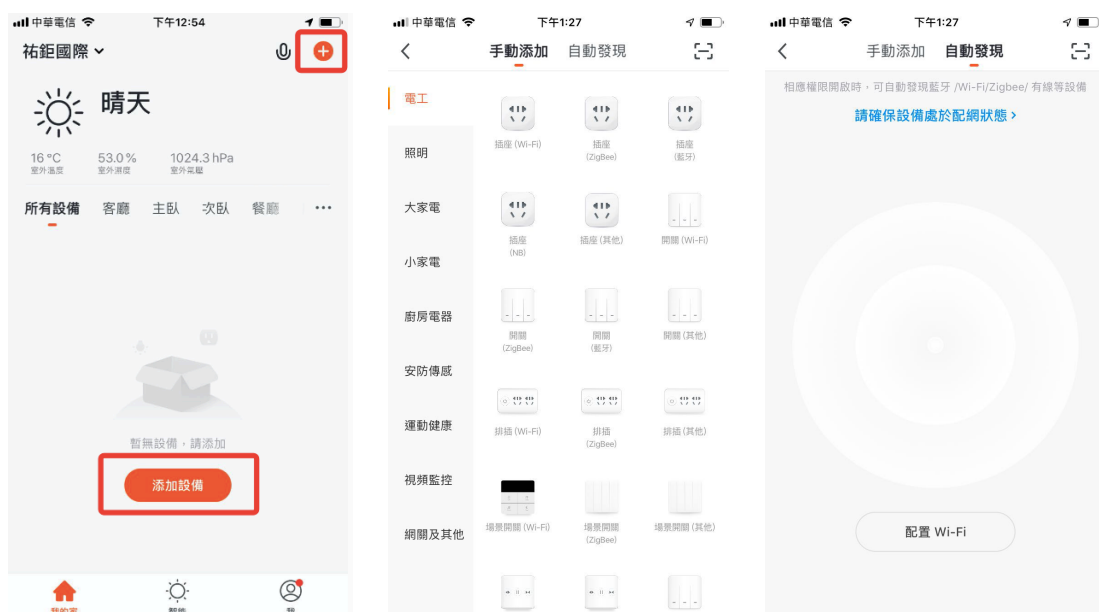 中華電信
下午12:54
祐鉅國際
晴天
16 °C
53.0 %
1024.3 hPa
室外溫度
室外濕度
室外氣壓
所有設備
客廳
主臥
次臥
餐廳
暫無設備，請添加
添加設備
我的家
智能
我
中華電信
下午1:27
手動添加
自動發現
電工
照明
大家電
小家電
廚房電器
安防傳感
運動健康
視頻監控
網關及其他
插座 (Wi-Fi)
插座
(ZigBee)
插座
(藍牙)
插座
(NB)
插座 (其他)
開關 (Wi-Fi)
開關
(ZigBee)
開關
(藍牙)
開關 (其他)
排插 (Wi-Fi)
排插
(ZigBee)
排插 (其他)
場景開關 (Wi-Fi)
場景開關
(ZigBee)
場景開關 (其他)
中華電信
下午1:27
手動添加
自動發現
相應權限開啟時，可自動發現藍牙 /Wi-Fi/Zigbee/ 有線等設備
請確保設備處於配網狀態 >
配置 Wi-Fi